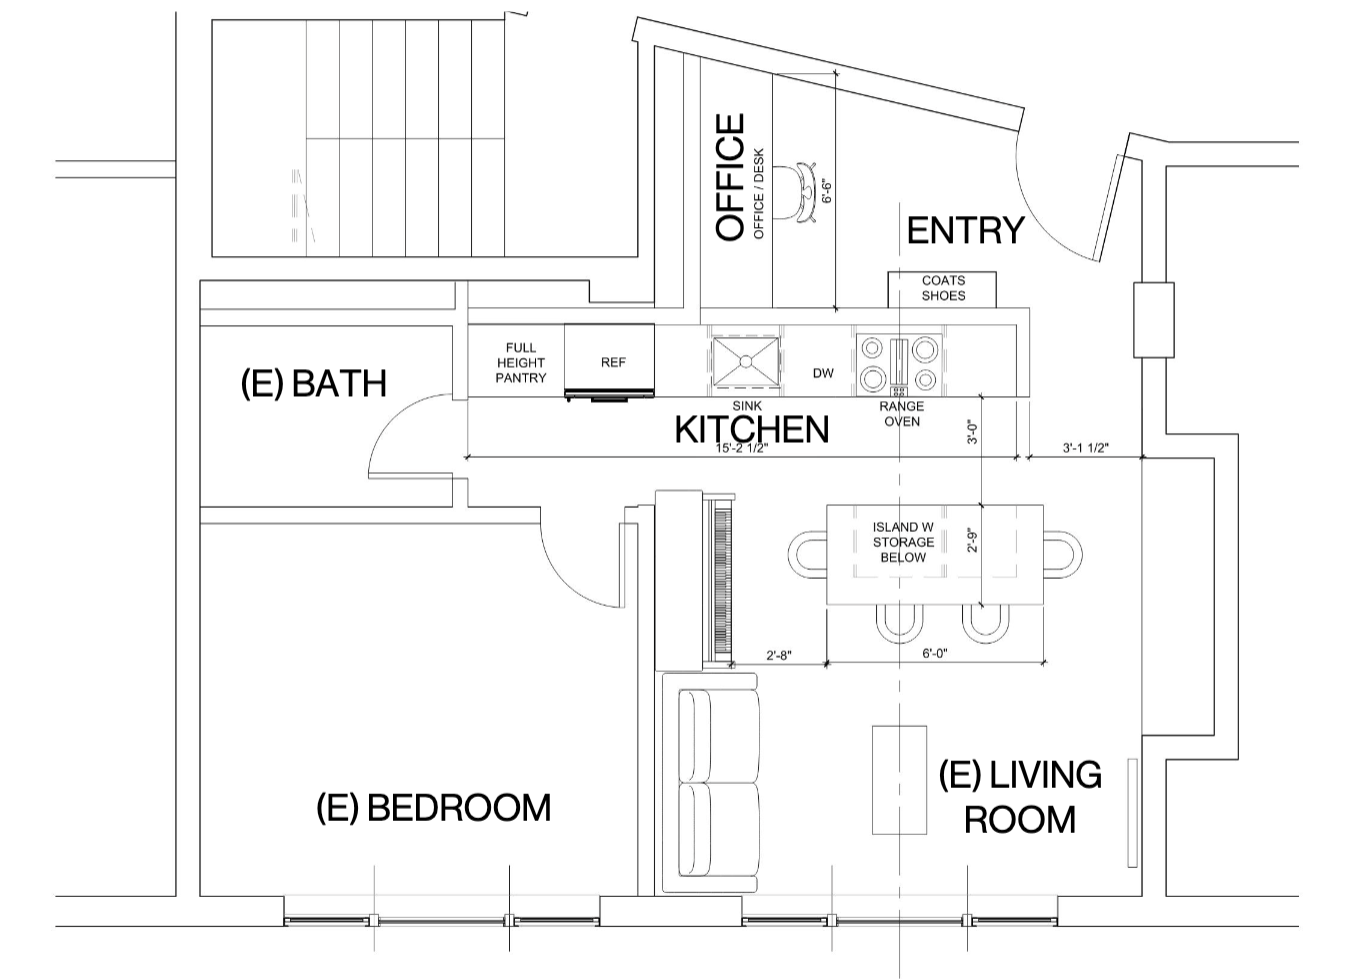 OFFICE
OFFICE / DESK
6'-6"
ENTRY
COATS
SHOES
(E) BATH
FULL
HEIGHT
PANTRY
REF
SINK
DW
RANGE
OVEN
KITCHEN
15'-2 1/2"
3'-0"
3'-1 1/2"
ISLAND W
STORAGE
BELOW
2'-9"
2'-8"
6'-0"
(E) BEDROOM
(E) LIVING
ROOM